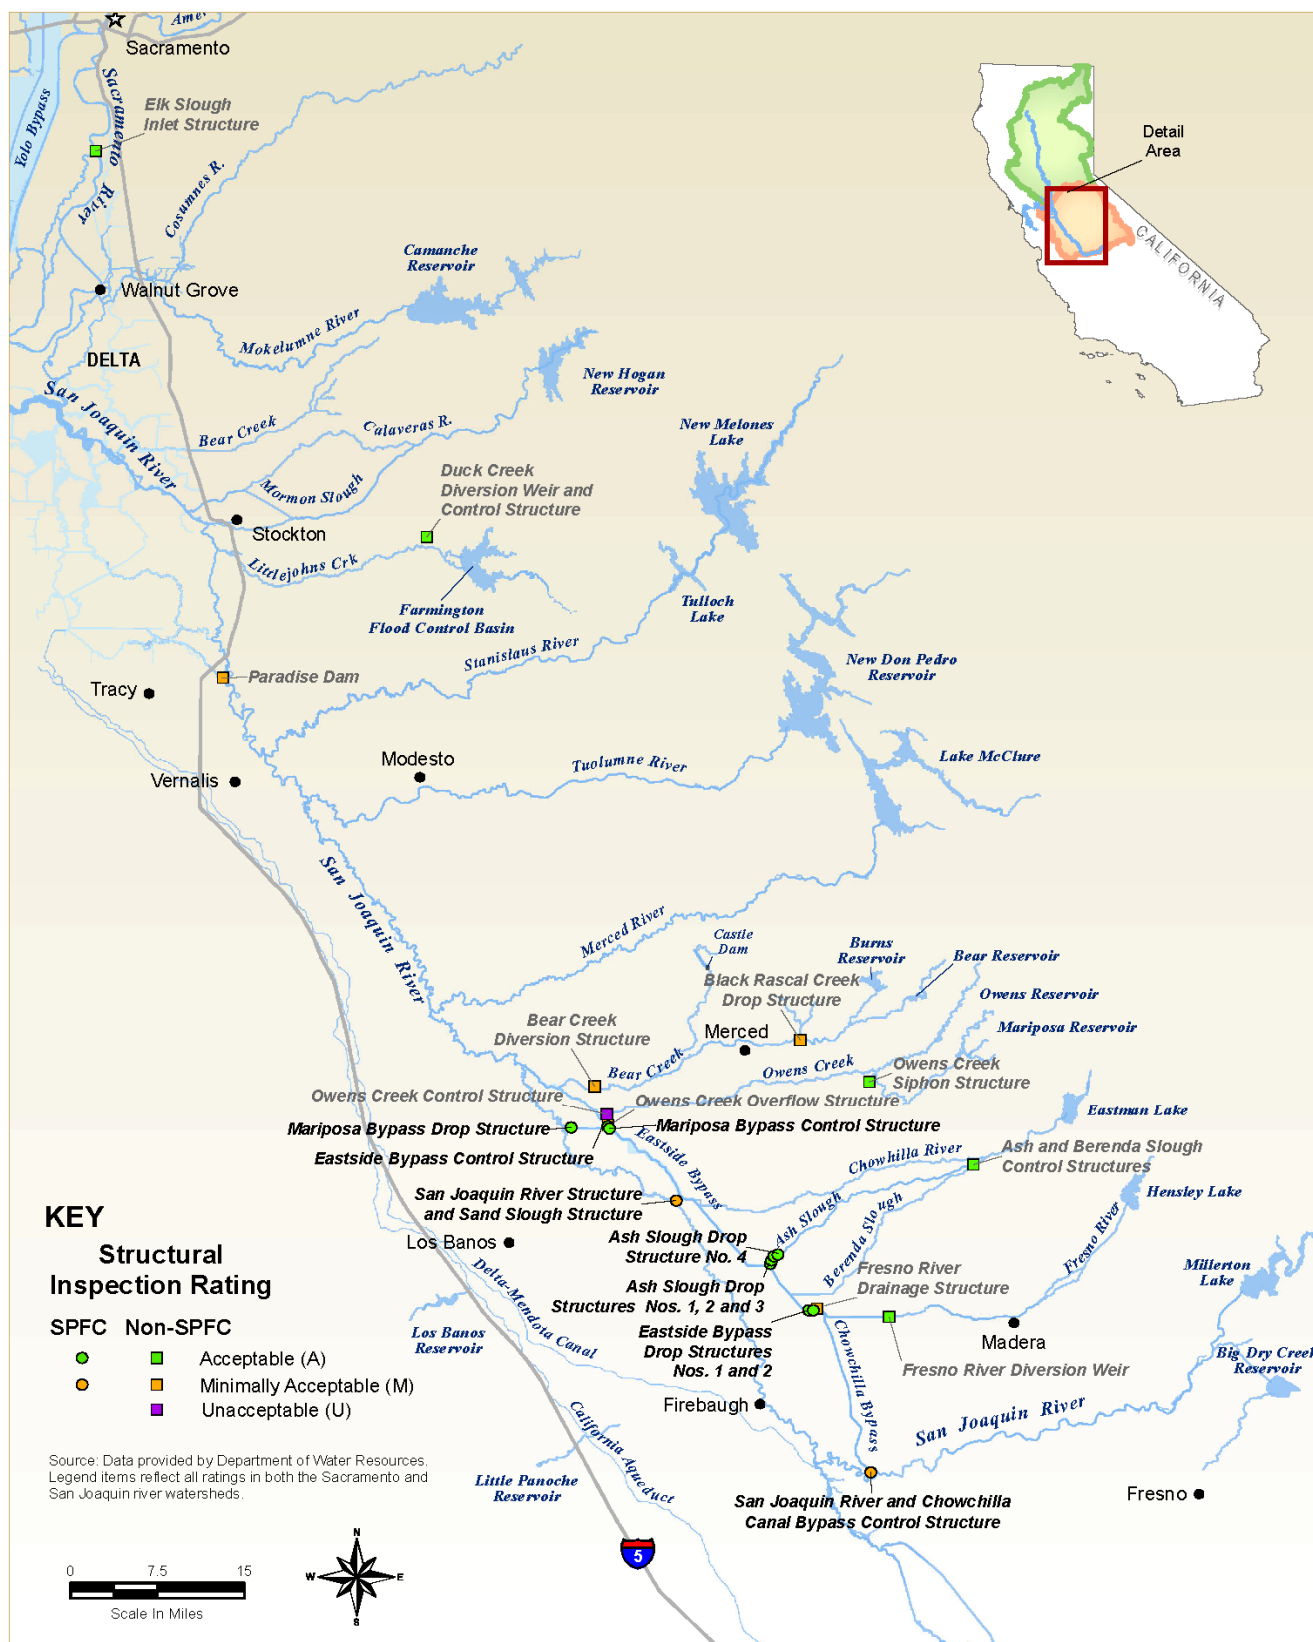 Ame.
Sacramento
Sacramento
River
Yolo Bypass
Elk Slough
Inlet Structure
Cosumnes R.
Detail
Area
CALIFORNIA
Camanche
Reservoir
Walnut Grove
Mokelumne River
DELTA
New Hogan
Reservoir
San Joaquin River
Bear Creek
Calaveras R.
New Melones
Lake
Mormon Slough
Duck Creek
Diversion Weir and
Control Structure
Stockton
Littlejohns Crk
Farmington
Flood Control Basin
Tulloch
Lake
Stanislaus River
New Don Pedro
Reservoir
Paradise Dam
Tracy
Vernalis
Modesto
Tuolumne River
Lake McClure
San Joaquin River
Merced River
Castle
Dam
Burns
Reservoir
Bear Reservoir
Black Rascal Creek
Drop Structure
Owens Reservoir
Mariposa Reservoir
Bear Creek
Diversion Structure
Merced
Bear Creek
Owens Creek
Owens Creek
Siphon Structure
Owens Creek Control Structure
Owens Creek Overflow Structure
Eastman Lake
Mariposa Bypass Drop Structure
Mariposa Bypass Control Structure
Eastside Bypass Control Structure
Eastside Bypass
Chowhilla River
Ash and Berenda Slough
Control Structures
Hensley Lake
San Joaquin River Structure
and Sand Slough Structure
Ash Slough
Berenda Slough
Fresno River
KEY
Structural
Inspection Rating
SPFC Non-SPFC
Acceptable (A)
Minimally Acceptable (M)
Unacceptable (U)
Los Banos
Ash Slough Drop
Structure No. 4
Ash Slough Drop
Structures Nos. 1, 2 and 3
Fresno River
Drainage Structure
Millerton
Lake
Delta-Mendota Canal
Los Banos
Reservoir
Eastside Bypass
Drop Structures
Nos. 1 and 2
Chowchilla Bypass
Madera
Fresno River Diversion Weir
Big Dry Creek
Reservoir
Firebaugh
San Joaquin River
California Aqueduct
Little Panoche
Reservoir
Fresno
San Joaquin River and Chowchilla
Canal Bypass Control Structure
Source: Data provided by Department of Water Resources.
Legend items reflect all ratings in both the Sacramento and
San Joaquin river watersheds.
0 7.5 15
Scale In Miles
N
W E
S
5